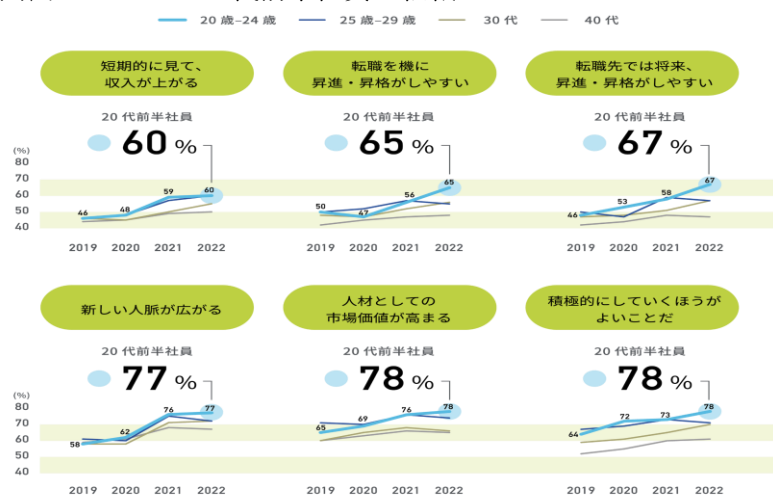 20 歳–24 歳 25 歳–29 歳 30 代 40 代
短期的に見て、
収入が上がる
転職を機に
昇進・昇格がしやすい
転職先では将来、
昇進・昇格がしやすい
20 代前半社員
60 %
20 代前半社員
65 %
20 代前半社員
67 %
(%)
80
70
60
50
40
46 48 59 60
50 47 56 65
46 53 58 67
2019 2020 2021 2022
2019 2020 2021 2022
2019 2020 2021 2022
新しい人脈が広がる
人材としての
市場価値が高まる
積極的にしていくほうが
よいことだ
20 代前半社員
77 %
20 代前半社員
78 %
20 代前半社員
78 %
(%)
80
70
60
50
40
58 62 76 77
65 69 76 78
64 72 73 78
2019 2020 2021 2022
2019 2020 2021 2022
2019 2020 2021 2022